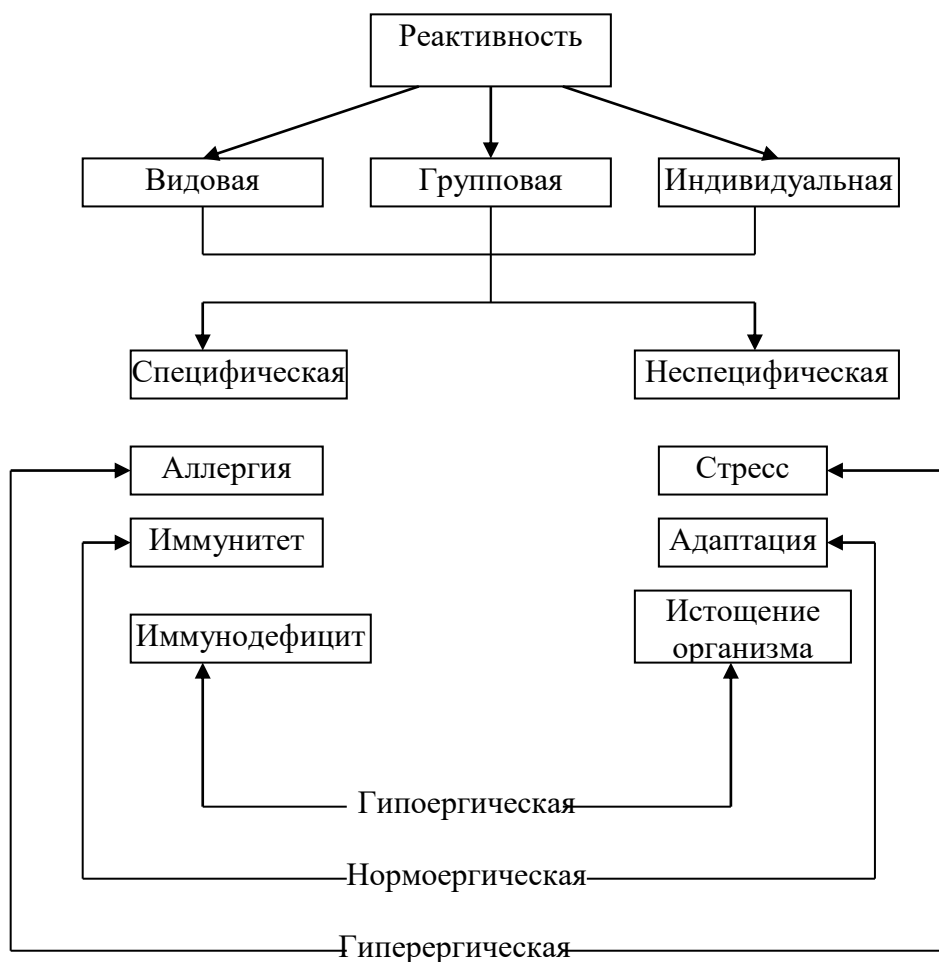 Реактивность
Видовая
Групповая
Индивидуальная
Специфическая
Неспецифическая
Аллергия
Стресс
Иммунитет
Адаптация
Иммунодефицит
Истощение
организма
Гипоергическая
Нормоергическая
Гиперергическая